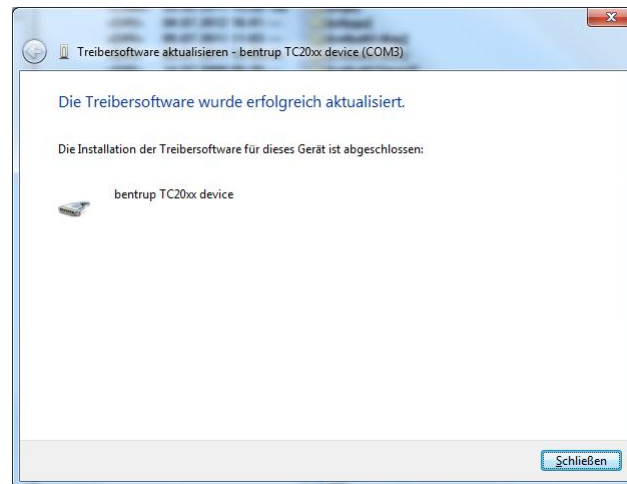 Treibersoftware aktualisieren - bentrup TC20xx device (COM3)
Die Treibersoftware wurde erfolgreich aktualisiert.
Die Installation der Treibersoftware für dieses Gerät ist abgeschlossen:
bentrup TC20xx device
Schließen